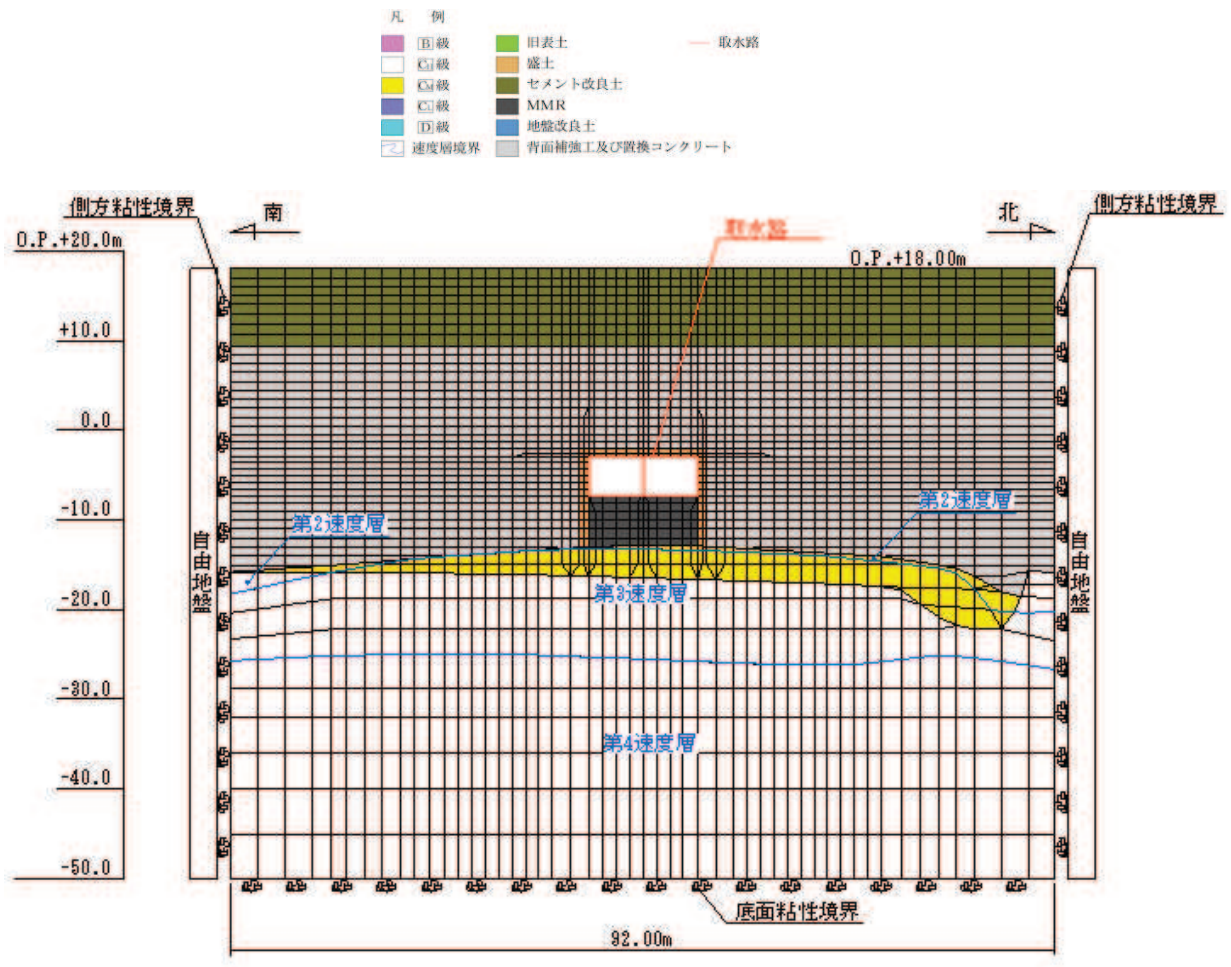 凡 例
B級 旧表土 取水路
CH級 盛土
CM級 セメント改良土
CL級 MMR
D級 地盤改良土
速度層境界 背面補強工及び置換コンクリート
側方粘性境界 南 北 側方粘性境界
O.P.+20.0m 取水路 O.P.+18.00m
+10.0
0.0
-10.0
第2速度層 第2速度層
自由地盤 自由地盤
-20.0 第3速度層
-30.0
第4速度層
-40.0
-50.0
底面粘性境界
92.00m